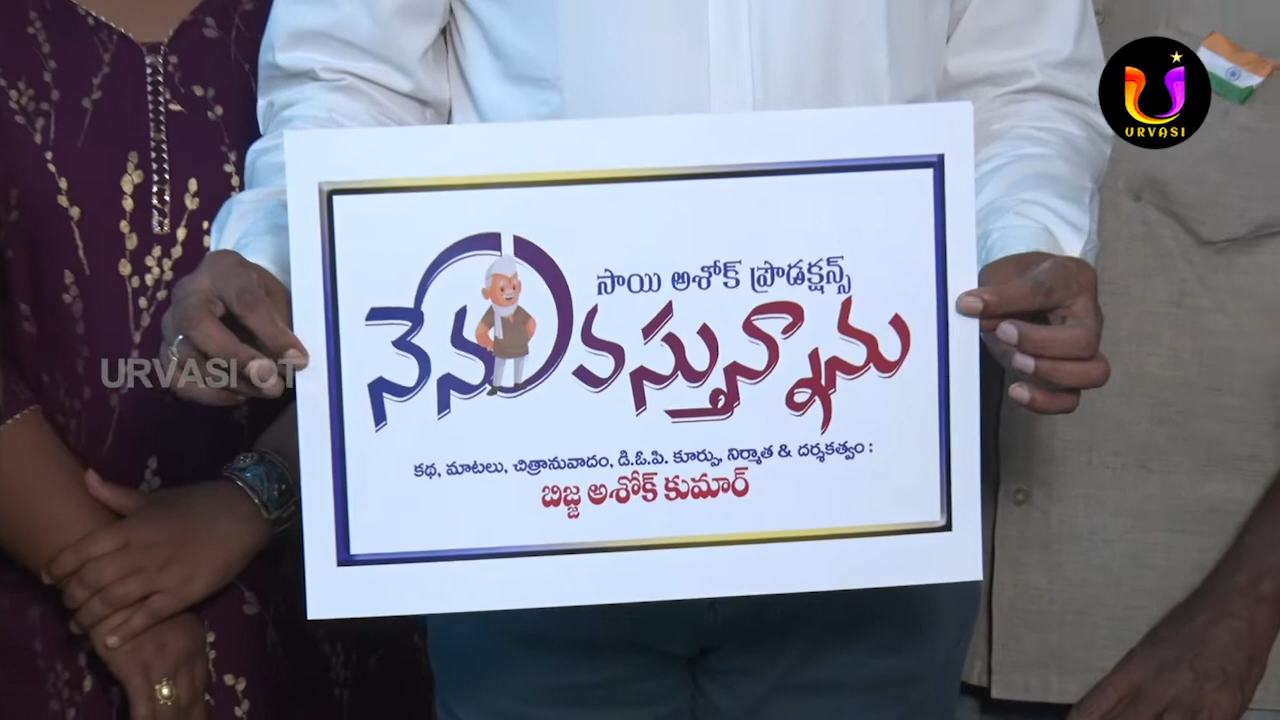 URVASI
సాయి అశోక్ ప్రొడక్షన్స్
నేను వస్తున్నాను
URVASI OT
కథ, మాటలు, చిత్రానువాదం, డి.ఓ.పి. కూర్పు, నిర్మాత & దర్శకత్వం :
బిజ్జ అశోక్ కుమార్